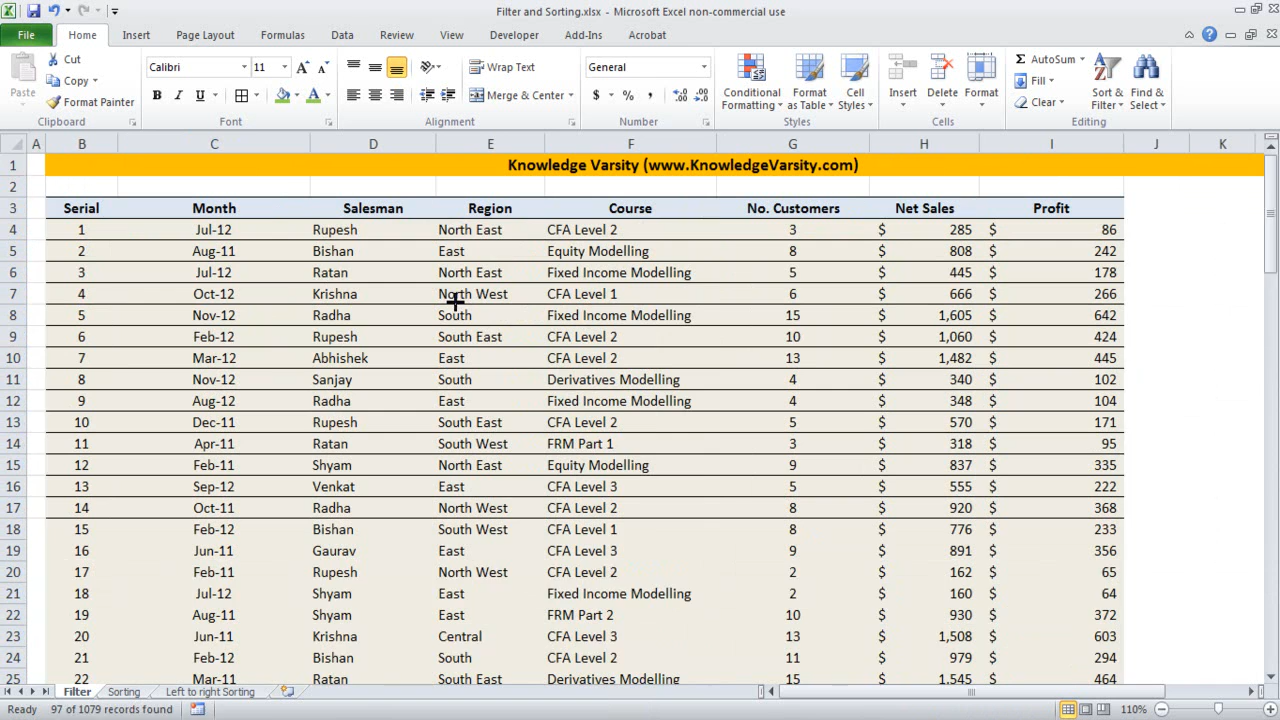 Filter and Sorting.xlsx - Microsoft Excel non-commercial use
File Home Insert Page Layout Formulas Data Review View Developer Add-Ins Acrobat
Paste
Cut
Copy
Format Painter
Clipboard
Calibri 11
B I U A
Font
Wrap Text
Merge & Center
Alignment
General
$ % ,
Number
Conditional Formatting
Format as Table
Cell Styles
Styles
Insert
Delete
Format
Cells
AutoSum
Fill
Clear
Sort & Filter
Find & Select
Editing
A B C D E F G H I J K
1 Knowledge Varsity (www.KnowledgeVarsity.com)
2
3 Serial Month Salesman Region Course No. Customers Net Sales Profit
4 1 Jul-12 Rupesh North East CFA Level 2 3 $ 285 $ 86
5 2 Aug-11 Bishan East Equity Modelling 8 $ 808 $ 242
6 3 Jul-12 Ratan North East Fixed Income Modelling 5 $ 445 $ 178
7 4 Oct-12 Krishna North West CFA Level 1 6 $ 666 $ 266
8 5 Nov-12 Radha South Fixed Income Modelling 15 $ 1,605 $ 642
9 6 Feb-12 Rupesh South East CFA Level 2 10 $ 1,060 $ 424
10 7 Mar-12 Abhishek East CFA Level 2 13 $ 1,482 $ 445
11 8 Nov-12 Sanjay South Derivatives Modelling 4 $ 340 $ 102
12 9 Aug-12 Radha East Fixed Income Modelling 4 $ 348 $ 104
13 10 Dec-11 Rupesh South East CFA Level 2 5 $ 570 $ 171
14 11 Apr-11 Ratan South West FRM Part 1 3 $ 318 $ 95
15 12 Feb-11 Shyam North East Equity Modelling 9 $ 837 $ 335
16 13 Sep-12 Venkat East CFA Level 3 5 $ 555 $ 222
17 14 Oct-11 Radha North West CFA Level 2 8 $ 920 $ 368
18 15 Feb-12 Bishan South West CFA Level 1 8 $ 776 $ 233
19 16 Jun-11 Gaurav East CFA Level 3 9 $ 891 $ 356
20 17 Feb-11 Rupesh North West CFA Level 2 2 $ 162 $ 65
21 18 Jul-12 Shyam East Fixed Income Modelling 2 $ 160 $ 64
22 19 Aug-11 Shyam East FRM Part 2 10 $ 930 $ 372
23 20 Jun-11 Krishna Central CFA Level 3 13 $ 1,508 $ 603
24 21 Feb-12 Bishan South CFA Level 2 11 $ 979 $ 294
25 22 Mar-11 Ratan South East Derivatives Modelling 15 $ 1,545 $ 464
Filter Sorting Left to right Sorting
Ready 97 of 1079 records found 110%